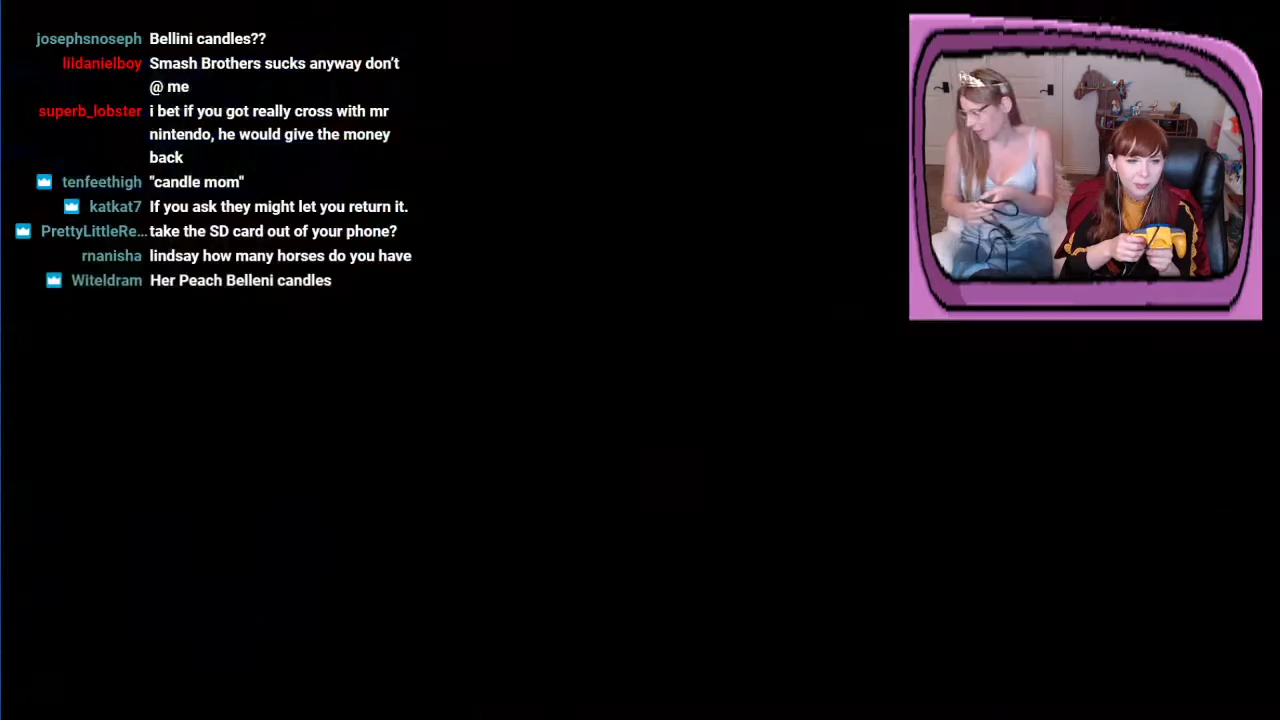 josephsnoseph Bellini candles??
liidanielboy Smash Brothers sucks anyway don't
@ me
superb_lobster i bet if you got really cross with mr
nintendo, he would give the money
back
tenfeethigh "candle mom"
katkat7 If you ask they might let you return it.
PrettyLittleRe... take the SD card out of your phone?
rnanisha lindsay how many horses do you have
Witeldram Her Peach Belleni candles